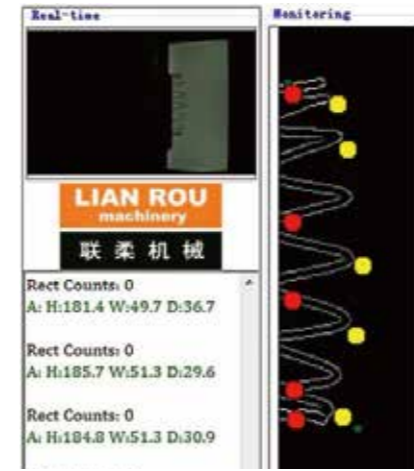 Real-time
Monitoring
LIAN ROU
machinery
联柔机械
Rect Counts: 0
A: H:181.4 W:49.7 D:36.7
Rect Counts: 0
A: H:185.7 W:51.3 D:29.6
Rect Counts: 0
A: H:184.8 W:51.3 D:30.9